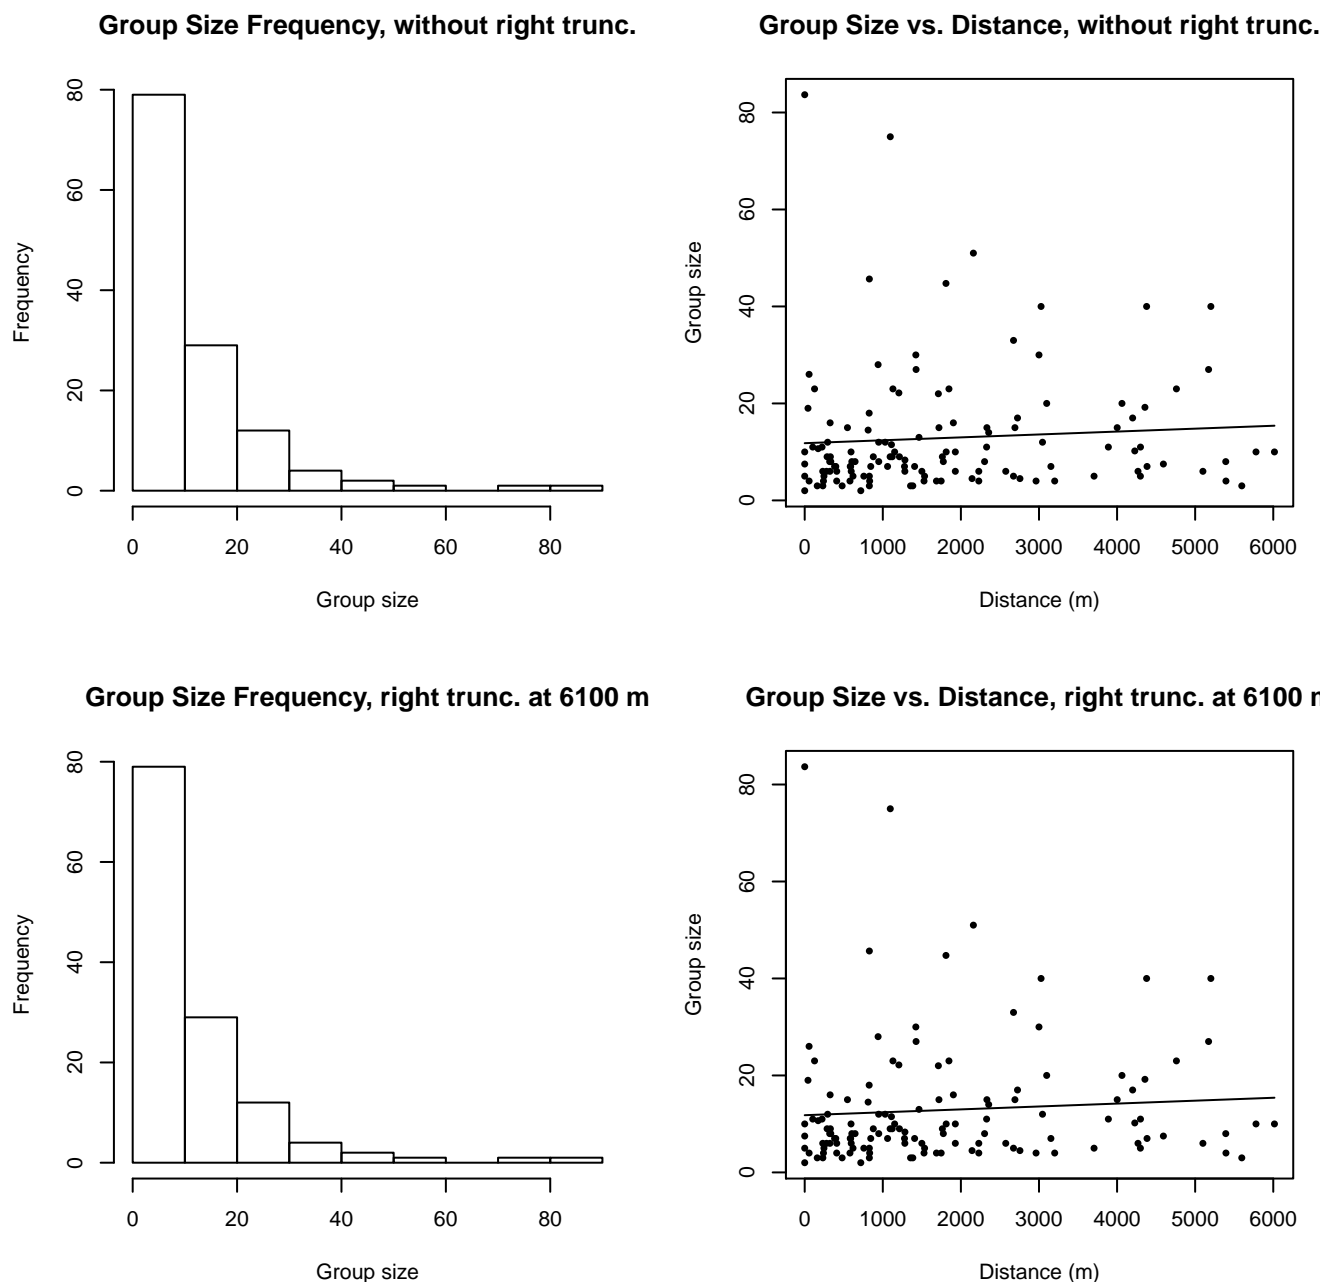 Group Size Frequency, without right trunc.
Frequency
80
60
40
20
0
0 20 40 60 80
Group size
Group Size vs. Distance, without right trunc.
Group size
80
60
40
20
0
0 1000 2000 3000 4000 5000 6000
Distance (m)
Group Size Frequency, right trunc. at 6100 m
Frequency
80
60
40
20
0
0 20 40 60 80
Group size
Group Size vs. Distance, right trunc. at 6100 m
Group size
80
60
40
20
0
0 1000 2000 3000 4000 5000 6000
Distance (m)